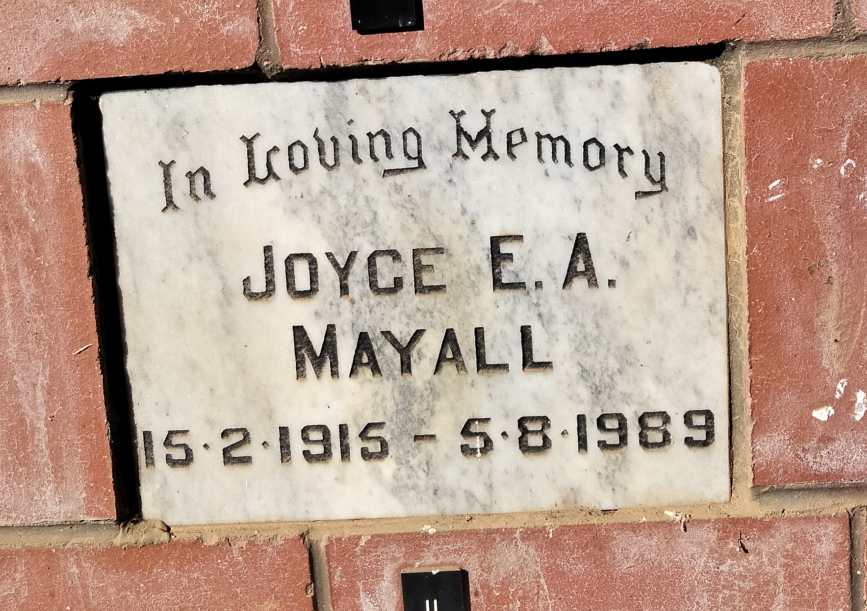 In Loving Memory
JOYCE E. A.
MAYALL
15·2·1915 - 5·8·1989